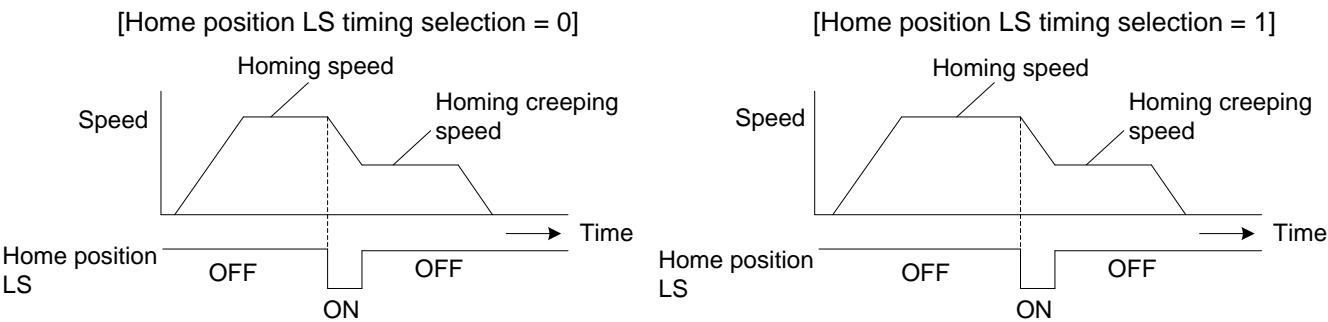 [Home position LS timing selection = 0]
Homing speed
Speed
Homing creeping
speed
Time
Home position
LS
OFF
OFF
ON
[Home position LS timing selection = 1]
Homing speed
Speed
Homing creeping
speed
Time
Home position
LS
OFF
OFF
ON